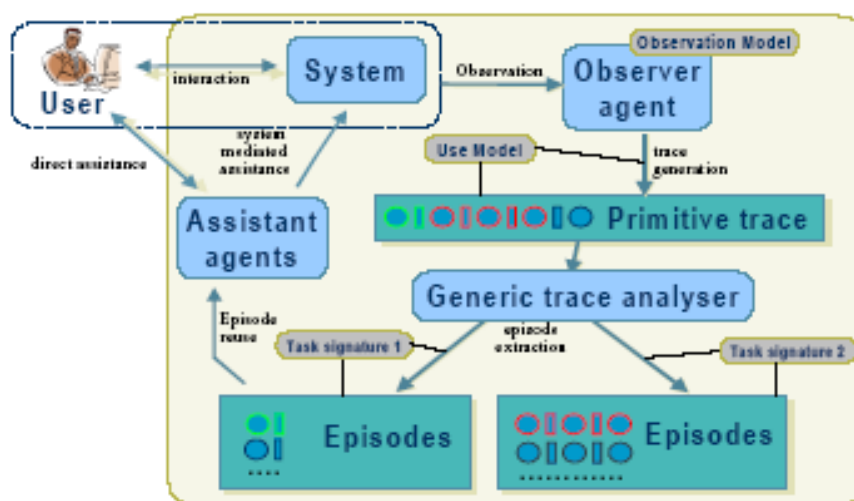 User
interaction
System
Observation
Observation Model
Observer
agent
direct assistance
system
mediated
assistance
Use Model
trace
generation
Assistant
agents
Primitive trace
Generic trace analyser
Episode
reuse
Task signature 1
episode
extraction
Task signature 2
Episodes
Episodes